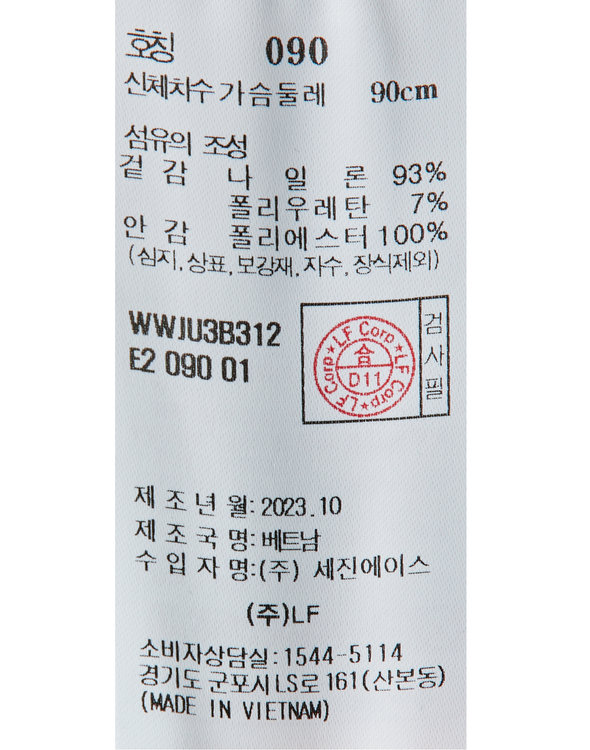 호칭 090
신체치수 가슴둘레 90cm
섬유의 조성
겉감 나일론 93%
폴리우레탄 7%
안감 폴리에스터 100%
(심지, 상표, 보강재, 자수, 장식제외)
WWJU3B312
E2 090 01
LF Corp★LF Corp★LF Corp★
合
D11
검사필
제조년월: 2023.10
제조국명: 베트남
수입자명: (주) 세진에이스
(주)LF
소비자상담실: 1544-5114
경기도 군포시 LS로 161 (산본동)
(MADE IN VIETNAM)